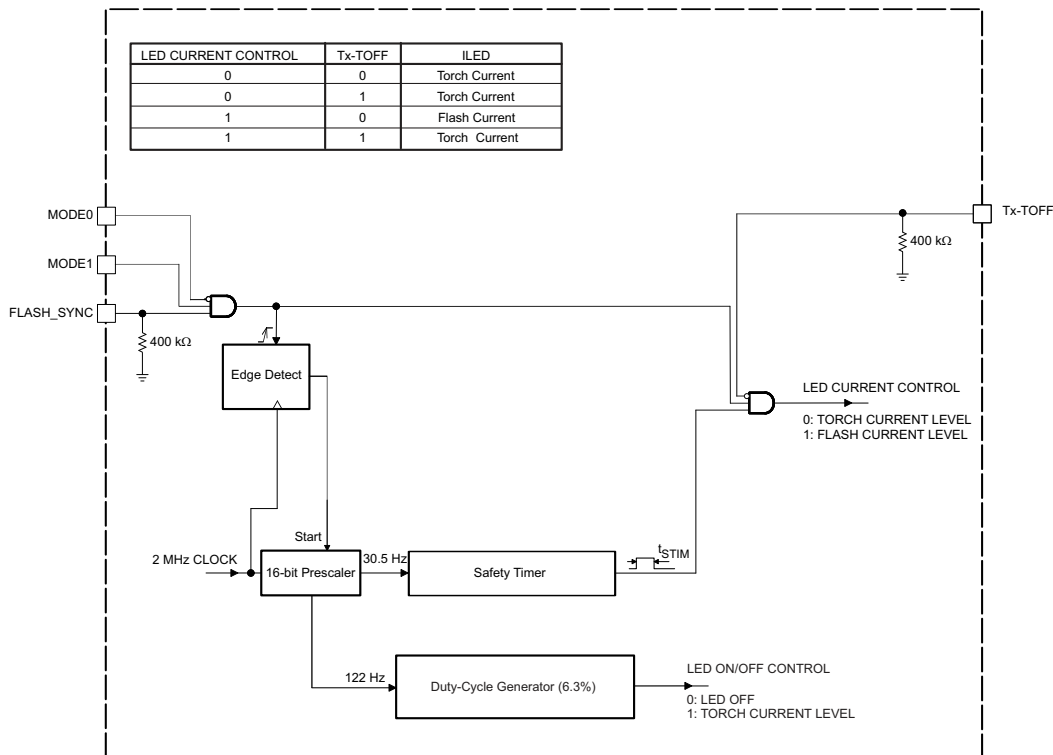 LED CURRENT CONTROL Tx-TOFF ILED
0 0 Torch Current
0 1 Torch Current
1 0 Flash Current
1 1 Torch Current
MODE0
Tx-TOFF
400 kΩ
MODE1
FLASH_SYNC
400 kΩ
Edge Detect
LED CURRENT CONTROL
0: TORCH CURRENT LEVEL
1: FLASH CURRENT LEVEL
Start
tSTIM
2 MHz CLOCK
16-bit Prescaler
30.5 Hz
Safety Timer
122 Hz
Duty-Cycle Generator (6.3%)
LED ON/OFF CONTROL
0: LED OFF
1: TORCH CURRENT LEVEL